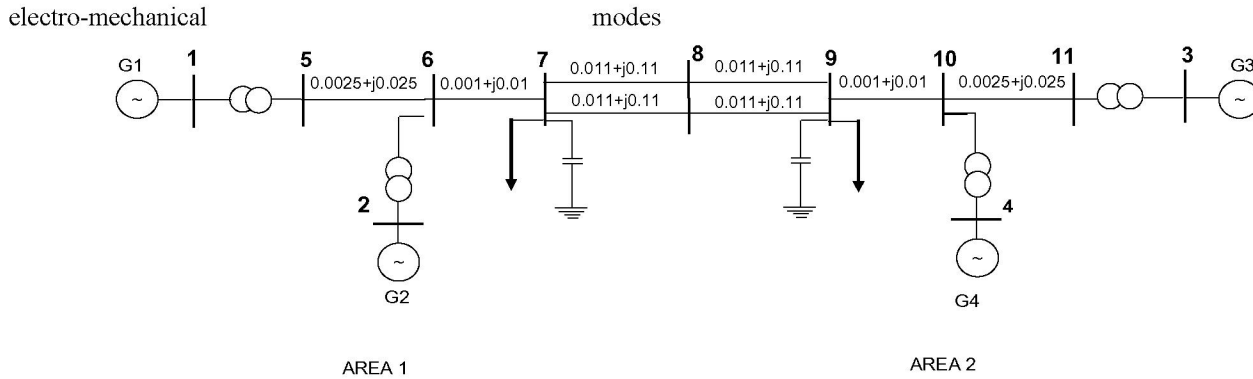 electro-mechanical modes
G1 1 5 6 7 8 9 10 11 3 G3
0.0025+j0.025 0.001+j0.01 0.011+j0.11 0.011+j0.11 0.001+j0.01 0.0025+j0.025
0.011+j0.11 0.011+j0.11
~ ~
2 4
~ ~
G2 G4
AREA 1 AREA 2